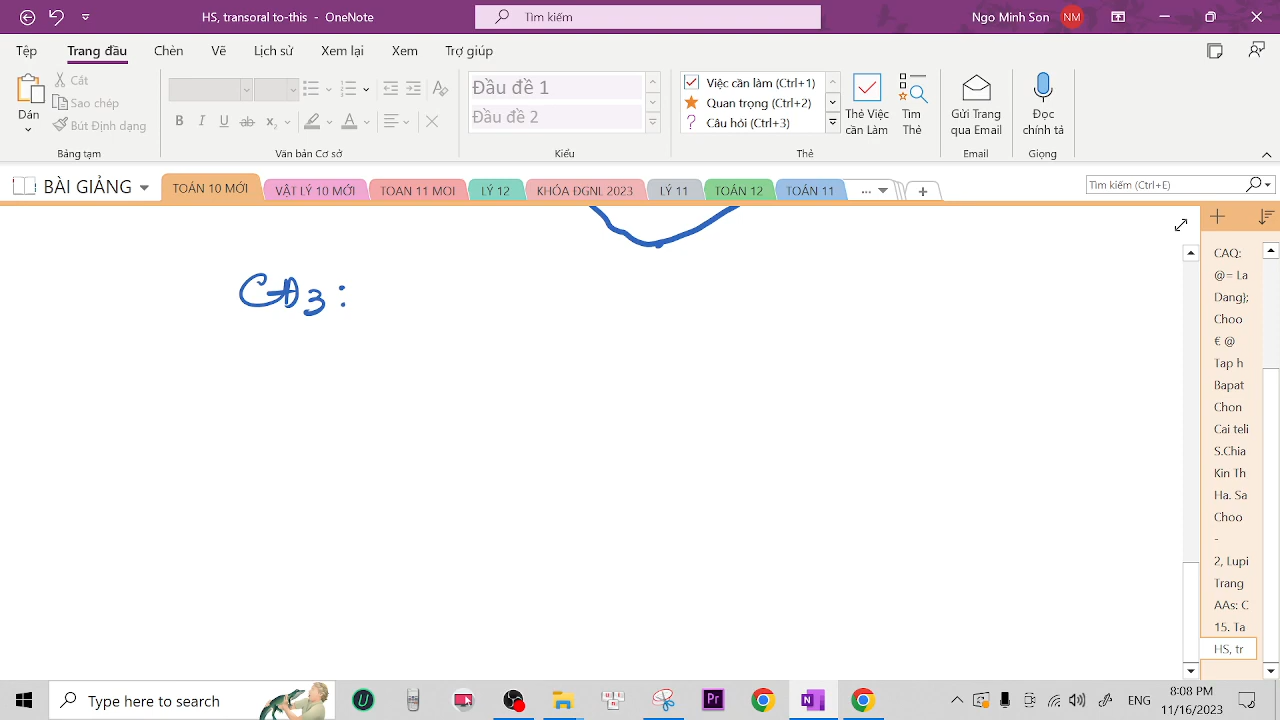 HS, transoral to-this - OneNote
Tìm kiếm
Ngo Minh Son NM
Tệp Trang đầu Chèn Vẽ Lịch sử Xem lại Xem Trợ giúp
Dán
Cắt
Sao chép
Bút Định dạng
Bảng tạm
B I U ab x
Văn bản Cơ sở
Đầu đề 1
Đầu đề 2
Kiểu
Việc cần làm (Ctrl+1)
Quan trọng (Ctrl+2)
Câu hỏi (Ctrl+3)
Thẻ Việc cần Làm
Tìm Thẻ
Thẻ
Gửi Trang qua Email
Email
Đọc chính tả
Giọng
BÀI GIẢNG
TOÁN 10 MỚI VẬT LÝ 10 MỚI TOAN 11 MOI LÝ 12 KHÓA ĐGNL 2023 LÝ 11 TOÁN 12 TOÁN 11 ...
Tìm kiếm (Ctrl+E)
CĐ3:
CAQ:
@= La
Dang};
Choo
€ @
Tap h
Bapat
Chon
Cai teli
S.Chia
Kin Th
Ha. Sa
Choo
-
2, Lupi
Trang
AAs: C
15. Ta
HS, tr
Type here to search
ENG
8:08 PM
11/16/2023